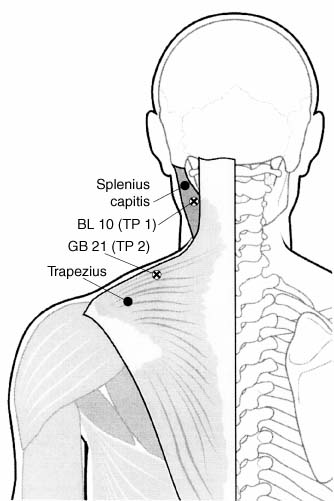 Splenius
capitis
BL 10 (TP 1)
GB 21 (TP 2)
Trapezius